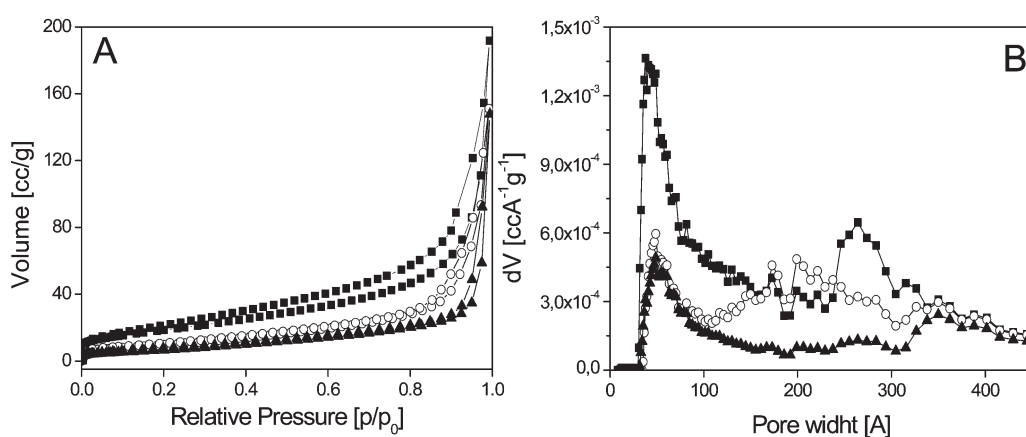 A
Volume [cc/g]
200
160
120
80
40
0
0.0 0.2 0.4 0.6 0.8 1.0
Relative Pressure [p/p₀]
B
dV [ccA⁻¹g⁻¹]
1,5x10⁻³
1,2x10⁻³
9,0x10⁻⁴
6,0x10⁻⁴
3,0x10⁻⁴
0,0
0 100 200 300 400
Pore widht [A]